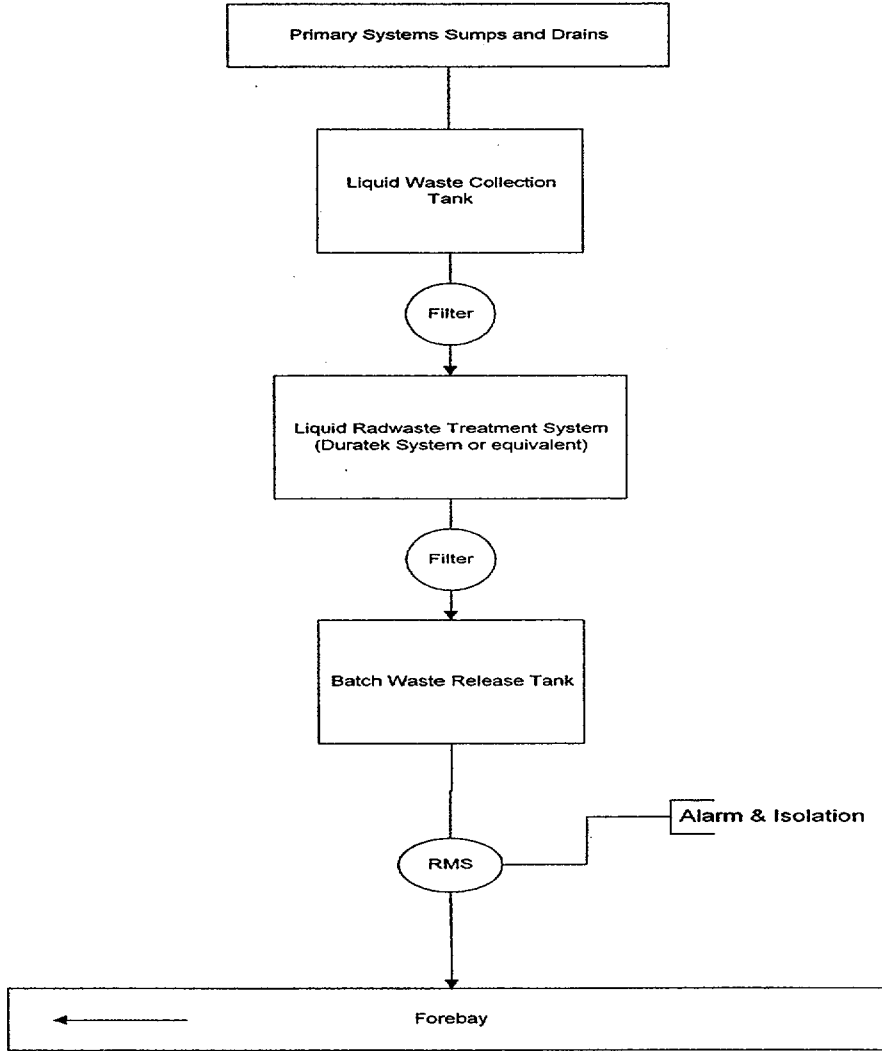 Primary Systems Sumps and Drains
Liquid Waste Collection
Tank
Filter
Liquid Radwaste Treatment System
(Duratek System or equivalent)
Filter
Batch Waste Release Tank
Alarm & Isolation
RMS
Forebay